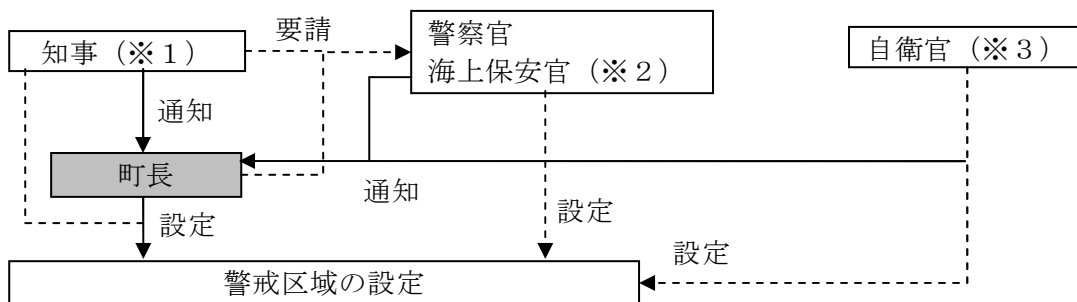 要請
知事（※１）
警察官
海上保安官（※２）
自衛官（※３）
通知
町長
通知
設定
設定
設定
警戒区域の設定